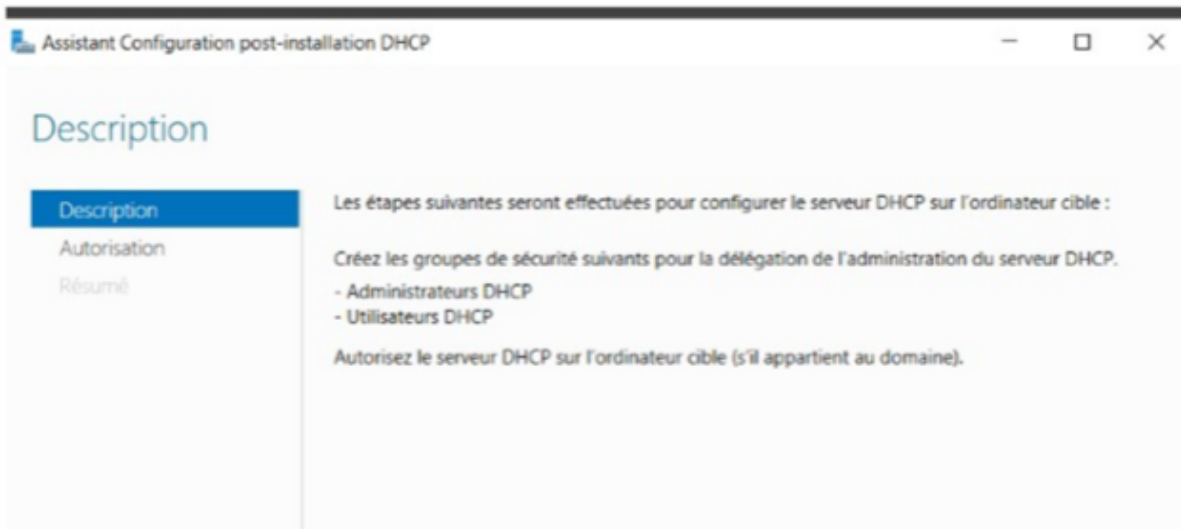 Assistant Configuration post-installation DHCP
Description
Description
Autorisation
Résumé
Les étapes suivantes seront effectuées pour configurer le serveur DHCP sur l'ordinateur cible :
Créez les groupes de sécurité suivants pour la délégation de l'administration du serveur DHCP.
- Administrateurs DHCP
- Utilisateurs DHCP
Autorisez le serveur DHCP sur l'ordinateur cible (s'il appartient au domaine).